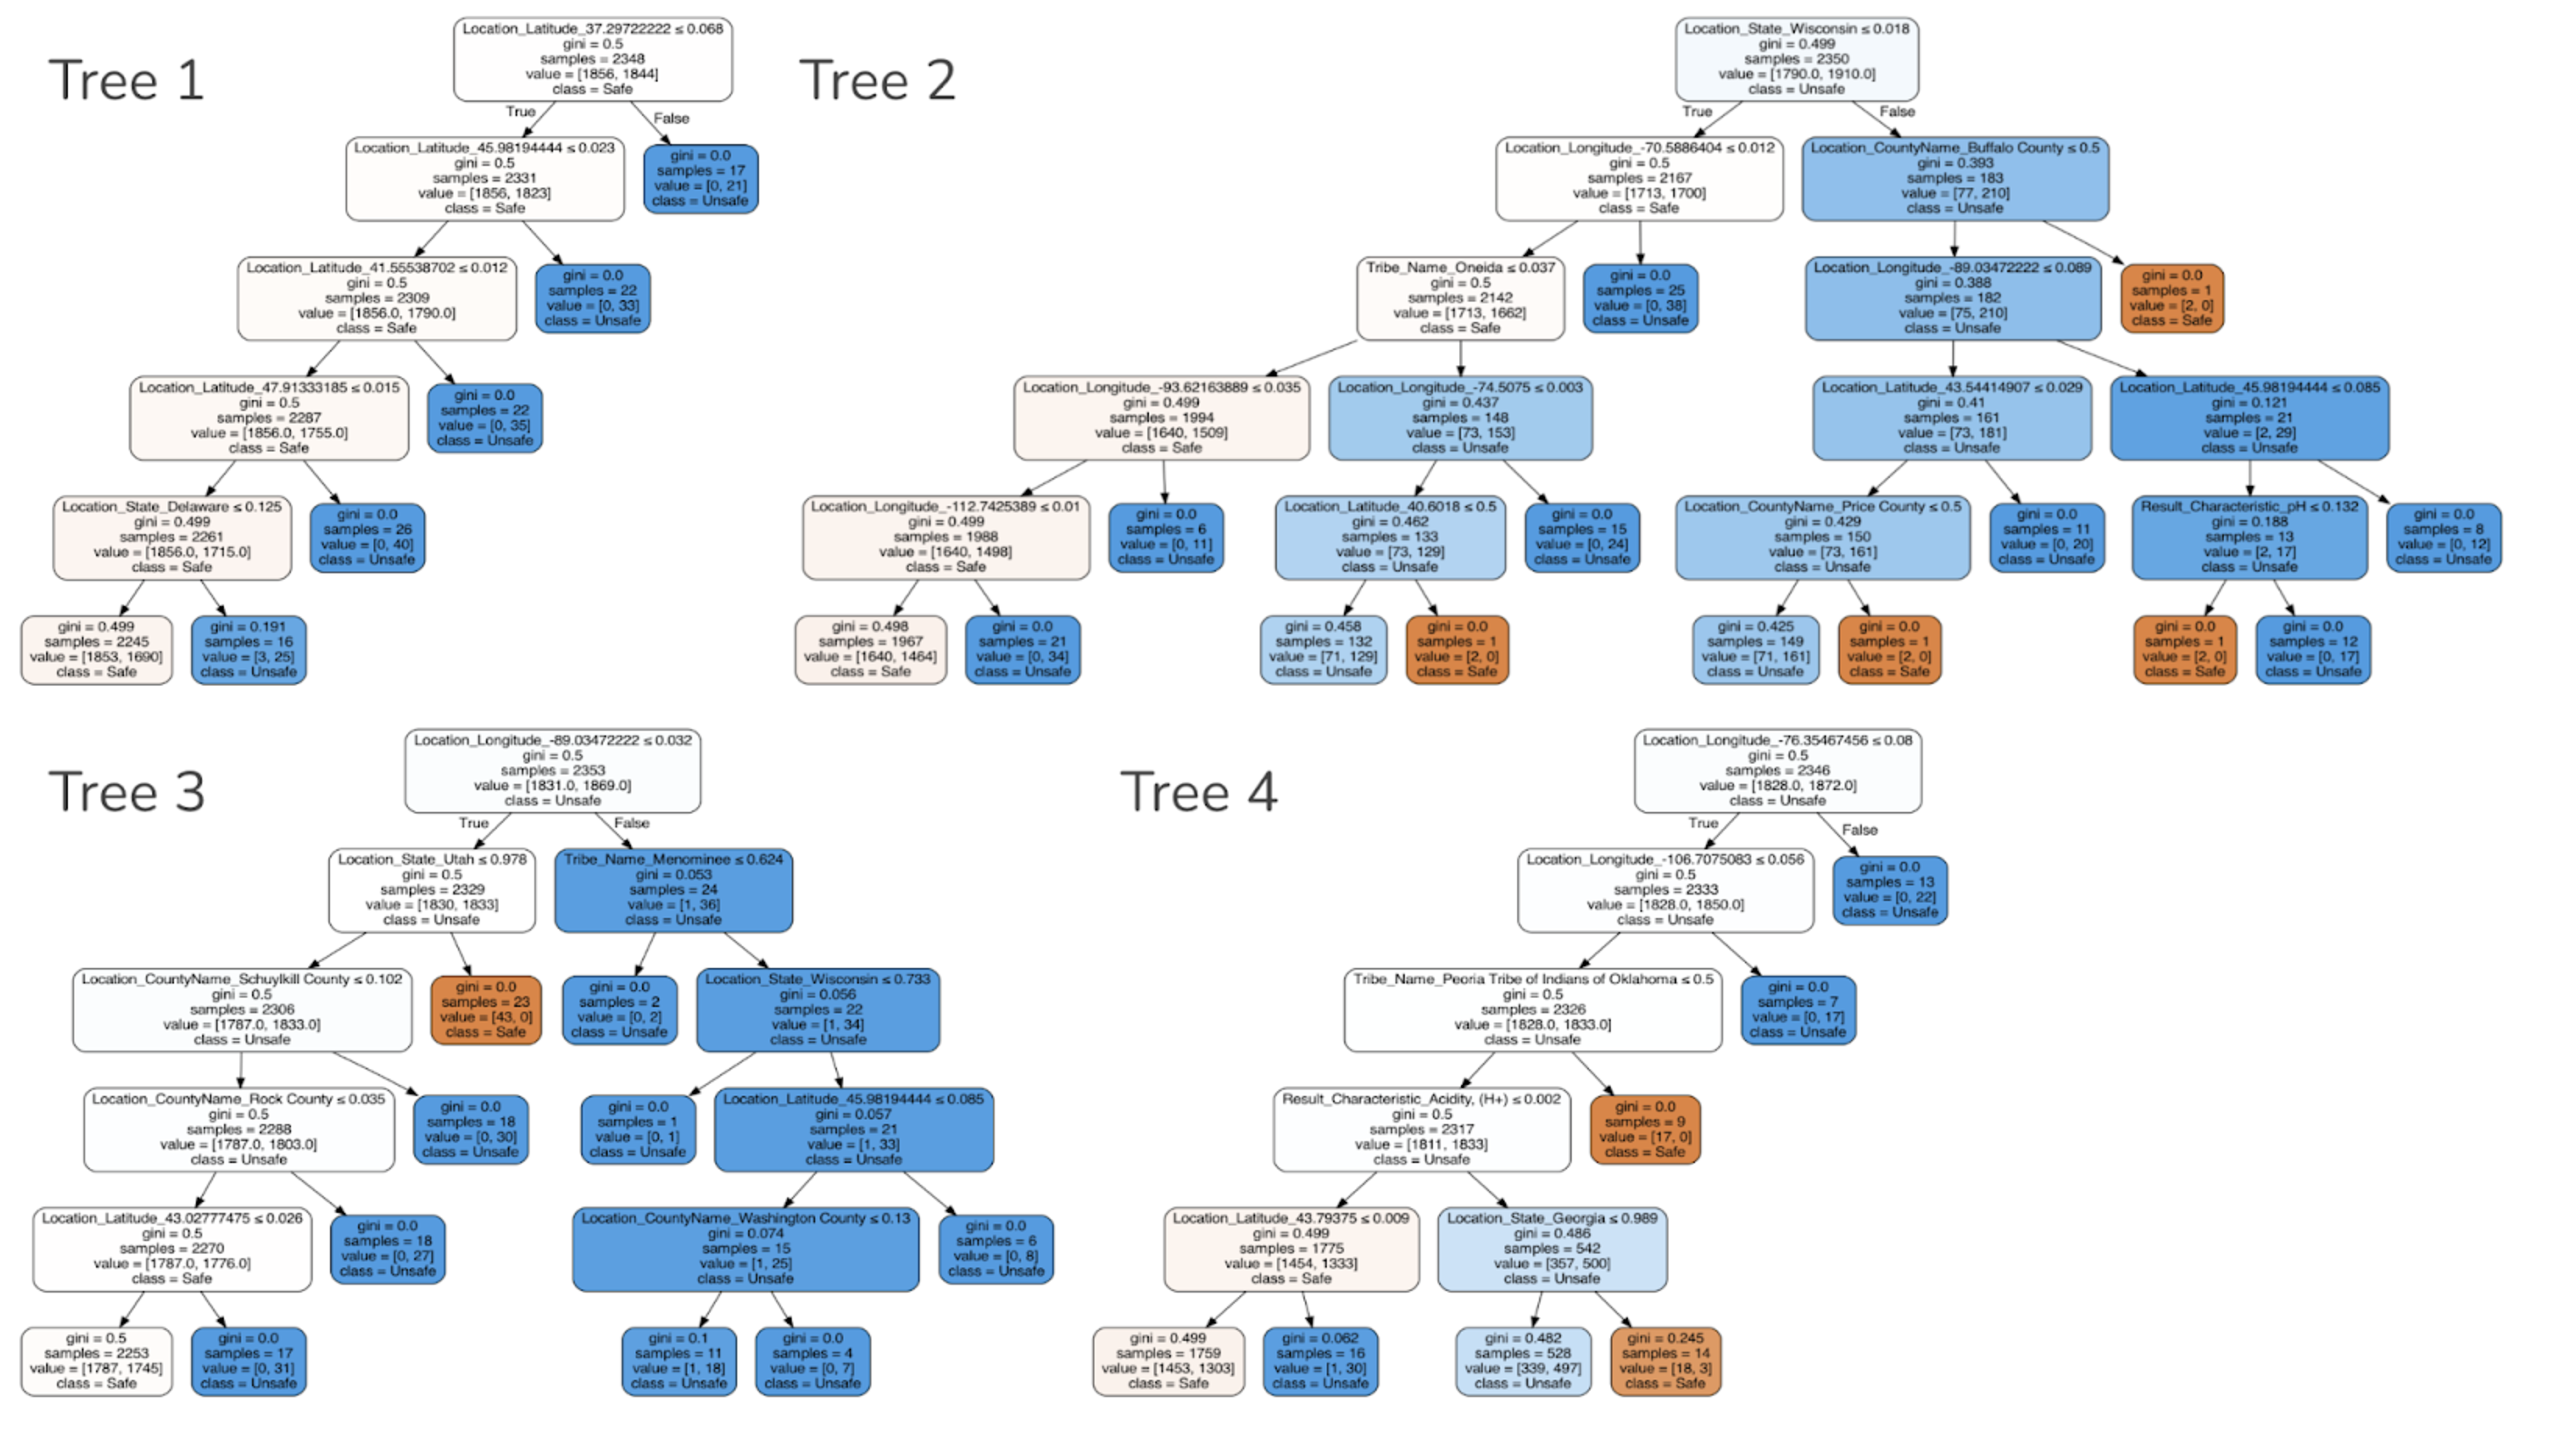 Tree 1
Location_Latitude_37.29722222 ≤ 0.068
gini = 0.5
samples = 2348
value = [1856, 1844]
class = Safe
True
False
Location_Latitude_45.98194444 ≤ 0.023
gini = 0.5
samples = 2331
value = [1856, 1823]
class = Safe
gini = 0.0
samples = 17
value = [0, 21]
class = Unsafe
Location_Latitude_41.55538702 ≤ 0.012
gini = 0.5
samples = 2309
value = [1856.0, 1790.0]
class = Safe
gini = 0.0
samples = 22
value = [0, 33]
class = Unsafe
Location_Latitude_47.91333185 ≤ 0.015
gini = 0.5
samples = 2287
value = [1856.0, 1755.0]
class = Safe
gini = 0.0
samples = 22
value = [0, 35]
class = Unsafe
Location_State_Delaware ≤ 0.125
gini = 0.499
samples = 2261
value = [1856.0, 1715.0]
class = Safe
gini = 0.0
samples = 26
value = [0, 40]
class = Unsafe
gini = 0.499
samples = 2245
value = [1853, 1690]
class = Safe
gini = 0.191
samples = 16
value = [3, 25]
class = Unsafe
Tree 2
Location_State_Wisconsin ≤ 0.018
gini = 0.499
samples = 2350
value = [1790.0, 1910.0]
class = Unsafe
True
False
Location_Longitude_-70.5886404 ≤ 0.012
gini = 0.5
samples = 2167
value = [1713, 1700]
class = Safe
Location_CountyName_Buffalo County ≤ 0.5
gini = 0.393
samples = 183
value = [77, 210]
class = Unsafe
Tribe_Name_Oneida ≤ 0.037
gini = 0.5
samples = 2142
value = [1713, 1662]
class = Safe
gini = 0.0
samples = 25
value = [0, 38]
class = Unsafe
Location_Longitude_-89.03472222 ≤ 0.089
gini = 0.388
samples = 182
value = [75, 210]
class = Unsafe
gini = 0.0
samples = 1
value = [2, 0]
class = Safe
Location_Longitude_-93.62163889 ≤ 0.035
gini = 0.499
samples = 1994
value = [1640, 1509]
class = Safe
Location_Longitude_-74.5075 ≤ 0.003
gini = 0.437
samples = 148
value = [73, 153]
class = Unsafe
Location_Latitude_43.54414907 ≤ 0.029
gini = 0.41
samples = 161
value = [73, 181]
class = Unsafe
Location_Latitude_45.98194444 ≤ 0.085
gini = 0.121
samples = 21
value = [2, 29]
class = Unsafe
Location_Longitude_-112.7425389 ≤ 0.01
gini = 0.499
samples = 1988
value = [1640, 1498]
class = Safe
gini = 0.0
samples = 6
value = [0, 11]
class = Unsafe
Location_Latitude_40.6018 ≤ 0.5
gini = 0.462
samples = 133
value = [73, 129]
class = Unsafe
gini = 0.0
samples = 15
value = [0, 24]
class = Unsafe
Location_CountyName_Price County ≤ 0.5
gini = 0.429
samples = 150
value = [73, 161]
class = Unsafe
gini = 0.0
samples = 11
value = [0, 20]
class = Unsafe
Result_Characteristic_pH ≤ 0.132
gini = 0.188
samples = 13
value = [2, 17]
class = Unsafe
gini = 0.0
samples = 8
value = [0, 12]
class = Unsafe
gini = 0.498
samples = 1967
value = [1640, 1464]
class = Safe
gini = 0.0
samples = 21
value = [0, 34]
class = Unsafe
gini = 0.458
samples = 132
value = [71, 129]
class = Unsafe
gini = 0.0
samples = 1
value = [2, 0]
class = Safe
gini = 0.425
samples = 149
value = [71, 161]
class = Unsafe
gini = 0.0
samples = 1
value = [2, 0]
class = Safe
gini = 0.0
samples = 1
value = [2, 0]
class = Safe
gini = 0.0
samples = 12
value = [0, 17]
class = Unsafe
Tree 3
Location_Longitude_-89.03472222 ≤ 0.032
gini = 0.5
samples = 2353
value = [1831.0, 1869.0]
class = Unsafe
True
False
Location_State_Utah ≤ 0.978
gini = 0.5
samples = 2329
value = [1830, 1833]
class = Unsafe
Tribe_Name_Menominee ≤ 0.624
gini = 0.053
samples = 24
value = [1, 36]
class = Unsafe
Location_CountyName_Schuylkill County ≤ 0.102
gini = 0.5
samples = 2306
value = [1787.0, 1833.0]
class = Unsafe
gini = 0.0
samples = 23
value = [43, 0]
class = Safe
gini = 0.0
samples = 2
value = [0, 2]
class = Unsafe
Location_State_Wisconsin ≤ 0.733
gini = 0.056
samples = 22
value = [1, 34]
class = Unsafe
Location_CountyName_Rock County ≤ 0.035
gini = 0.5
samples = 2288
value = [1787.0, 1803.0]
class = Unsafe
gini = 0.0
samples = 18
value = [0, 30]
class = Unsafe
gini = 0.0
samples = 1
value = [0, 1]
class = Unsafe
Location_Latitude_45.98194444 ≤ 0.085
gini = 0.057
samples = 21
value = [1, 33]
class = Unsafe
Location_Latitude_43.02777475 ≤ 0.026
gini = 0.5
samples = 2270
value = [1787.0, 1776.0]
class = Safe
gini = 0.0
samples = 18
value = [0, 27]
class = Unsafe
Location_CountyName_Washington County ≤ 0.13
gini = 0.074
samples = 15
value = [1, 25]
class = Unsafe
gini = 0.0
samples = 6
value = [0, 8]
class = Unsafe
gini = 0.5
samples = 2253
value = [1787, 1745]
class = Safe
gini = 0.0
samples = 17
value = [0, 31]
class = Unsafe
gini = 0.1
samples = 11
value = [1, 18]
class = Unsafe
gini = 0.0
samples = 4
value = [0, 7]
class = Unsafe
Tree 4
Location_Longitude_-76.35467456 ≤ 0.08
gini = 0.5
samples = 2346
value = [1828.0, 1872.0]
class = Unsafe
True
False
Location_Longitude_-106.7075083 ≤ 0.056
gini = 0.5
samples = 2333
value = [1828.0, 1850.0]
class = Unsafe
gini = 0.0
samples = 13
value = [0, 22]
class = Unsafe
Tribe_Name_Peoria Tribe of Indians of Oklahoma ≤ 0.5
gini = 0.5
samples = 2326
value = [1828.0, 1833.0]
class = Unsafe
gini = 0.0
samples = 7
value = [0, 17]
class = Unsafe
Result_Characteristic_Acidity, (H+) ≤ 0.002
gini = 0.5
samples = 2317
value = [1811, 1833]
class = Unsafe
gini = 0.0
samples = 9
value = [17, 0]
class = Safe
Location_Latitude_43.79375 ≤ 0.009
gini = 0.499
samples = 1775
value = [1454, 1333]
class = Safe
Location_State_Georgia ≤ 0.989
gini = 0.486
samples = 542
value = [357, 500]
class = Unsafe
gini = 0.499
samples = 1759
value = [1453, 1303]
class = Safe
gini = 0.062
samples = 16
value = [1, 30]
class = Unsafe
gini = 0.482
samples = 528
value = [339, 497]
class = Unsafe
gini = 0.245
samples = 14
value = [18, 3]
class = Safe